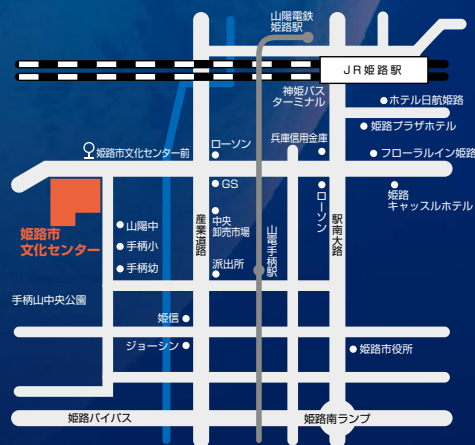 山陽電鉄
姫路駅
JR姫路駅
神姫バス
ターミナル
ホテル日航姫路
姫路プラザホテル
兵庫信用金庫
ローソン
姫路市文化センター前
フローラルイン姫路
GS
姫路
キャッスルホテル
ローソン
駅南大路
姫路市
文化センター
山陽中
手柄小
手柄幼
産業道路
中央
卸売市場
山電手柄駅
派出所
手柄山中央公園
姫信
ジョーシン
姫路市役所
姫路バイパス
姫路南ランプ